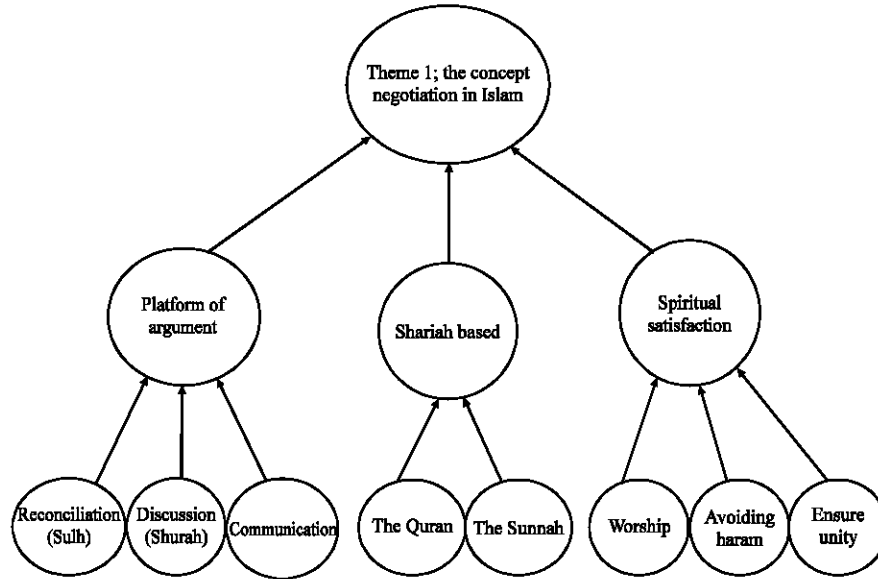 Theme 1; the concept
negotiation in Islam
Platform of
argument
Shariah based
Spiritual
satisfaction
Reconciliation
(Sulh)
Discussion
(Shurah)
Communication
The Quran
The Sunnah
Worship
Avoiding
haram
Ensure
unity